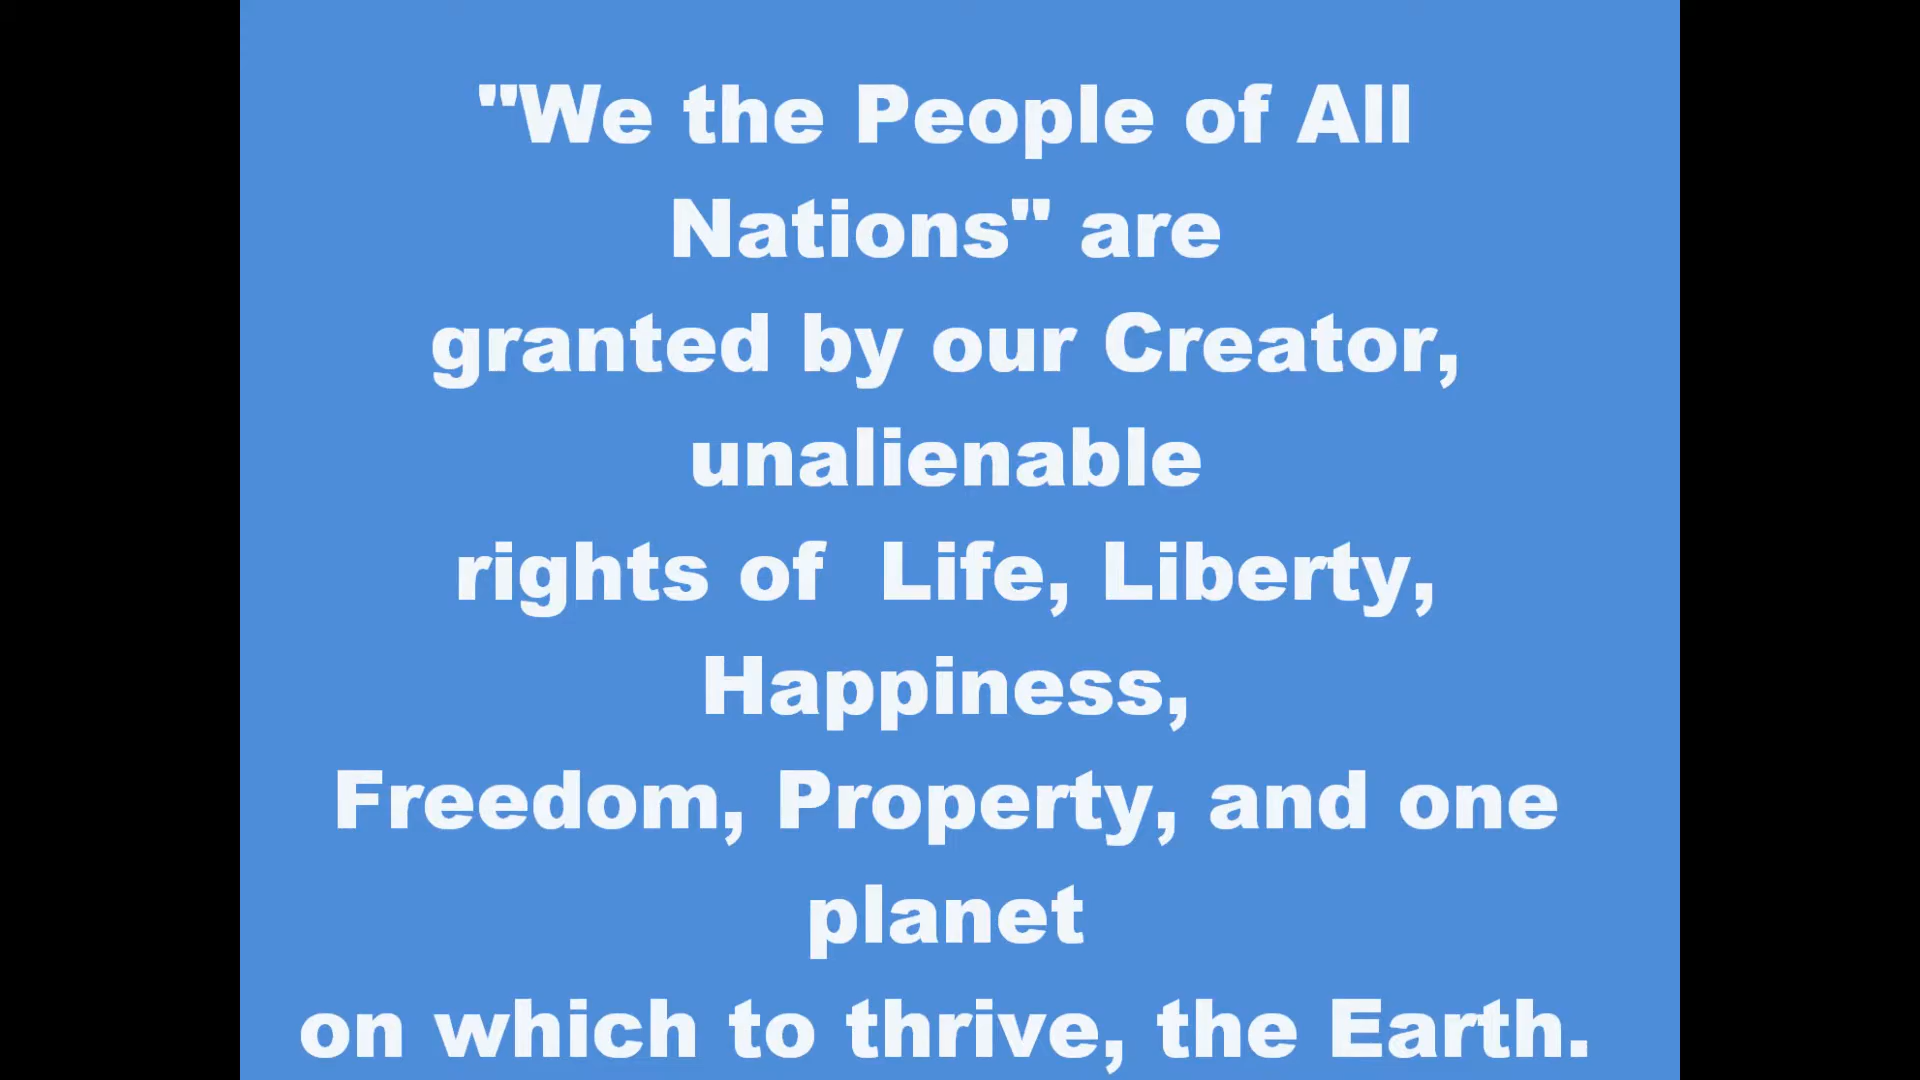 "We the People of All
Nations" are
granted by our Creator,
unalienable
rights of  Life, Liberty,
Happiness,
Freedom, Property, and one
planet
on which to thrive, the Earth.